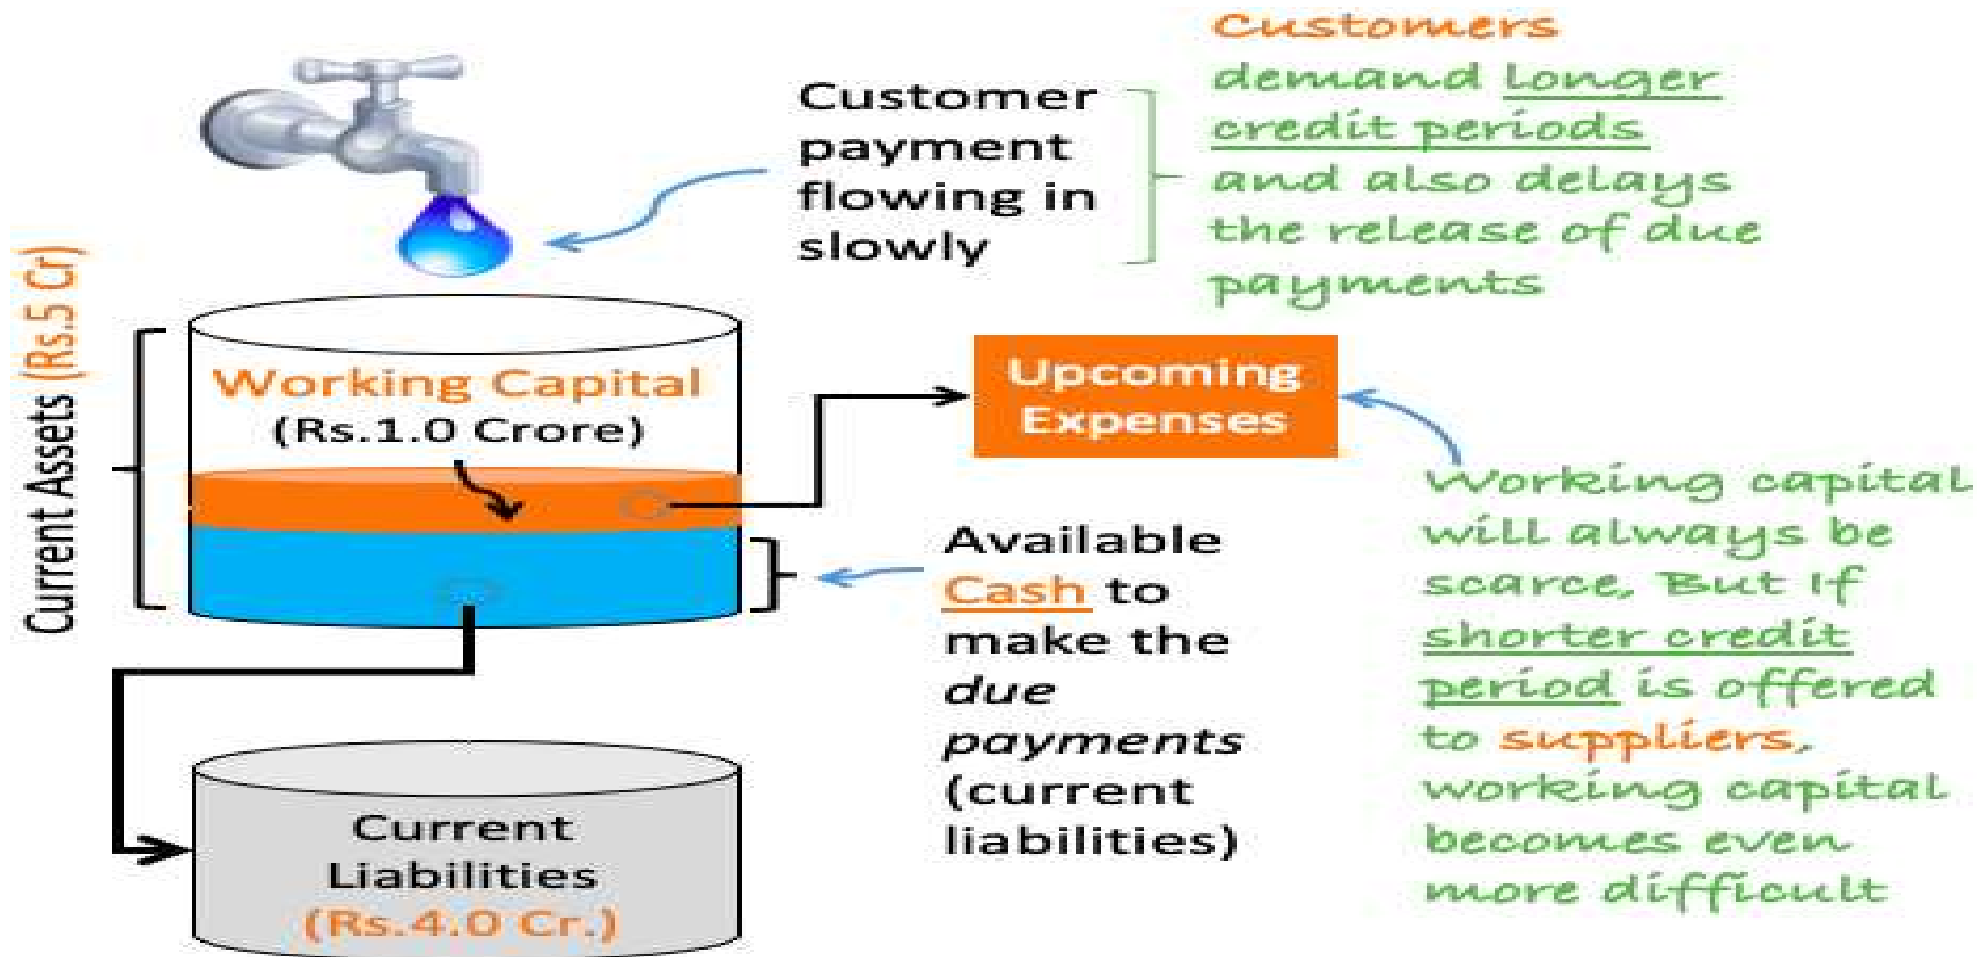 Customer
payment
flowing in
slowly
Customers
demand longer
credit periods
and also delays
the release of due
payments
Current Assets (Rs.5 Cr)
Working Capital
(Rs.1.0 Crore)
Upcoming
Expenses
Available
Cash to
make the
due
payments
(current
liabilities)
Working capital
will always be
scarce, But If
shorter credit
period is offered
to suppliers,
working capital
becomes even
more difficult
Current
Liabilities
(Rs.4.0 Cr.)